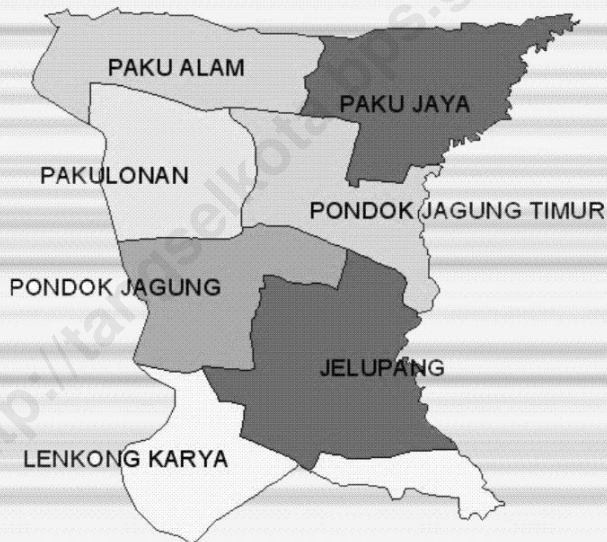 PAKU ALAM
PAKU JAYA
PAKULONAN
PONDOK JAGUNG TIMUR
PONDOK JAGUNG
JELUPANG
LENKONG KARYA